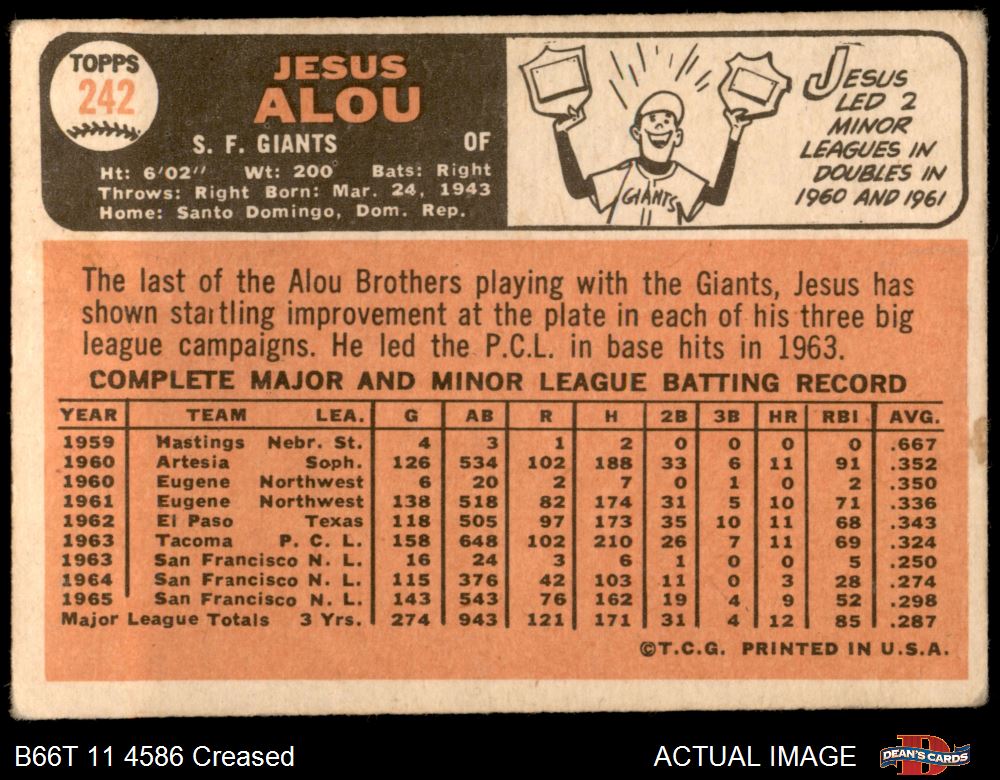 TOPPS
242
JESUS
ALOU
S. F. GIANTS OF
Ht: 6'02" Wt: 200 Bats: Right
Throws: Right Born: Mar. 24, 1943
Home: Santo Domingo, Dom. Rep.
GIANTS
JESUS
LED 2
MINOR
LEAGUES IN
DOUBLES IN
1960 AND 1961
The last of the Alou Brothers playing with the Giants, Jesus has
shown startling improvement at the plate in each of his three big
league campaigns. He led the P.C.L. in base hits in 1963.
COMPLETE MAJOR AND MINOR LEAGUE BATTING RECORD
YEAR TEAM LEA. G AB R H 2B 3B HR RBI AVG.
1959 Hastings Nebr. St. 4 3 1 2 0 0 0 0 .667
1960 Artesia Soph. 126 534 102 188 33 6 11 91 .352
1960 Eugene Northwest 6 20 2 7 0 1 0 2 .350
1961 Eugene Northwest 138 518 82 174 31 5 10 71 .336
1962 El Paso Texas 118 505 97 173 35 10 11 68 .343
1963 Tacoma P. C. L. 158 648 102 210 26 7 11 69 .324
1963 San Francisco N. L. 16 24 3 6 1 0 0 5 .250
1964 San Francisco N. L. 115 376 42 103 11 0 3 28 .274
1965 San Francisco N. L. 143 543 76 162 19 4 9 52 .298
Major League Totals 3 Yrs. 274 943 121 171 31 4 12 85 .287
©T.C.G. PRINTED IN U.S.A.
B66T 11 4586 Creased ACTUAL IMAGE
D
DEAN'S CARDS